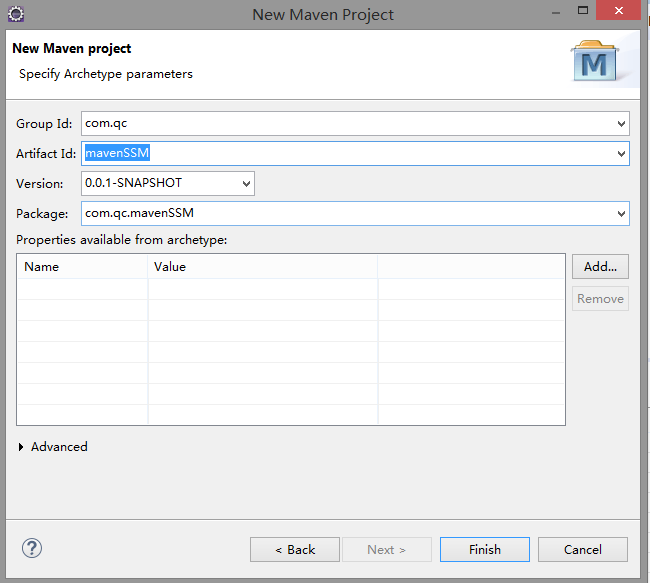 New Maven Project
New Maven project
Specify Archetype parameters
M
Group Id: com.qc
Artifact Id: mavenSSM
Version: 0.0.1-SNAPSHOT
Package: com.qc.mavenSSM
Properties available from archetype:
Name Value
Add...
Remove
Advanced
? < Back Next > Finish Cancel